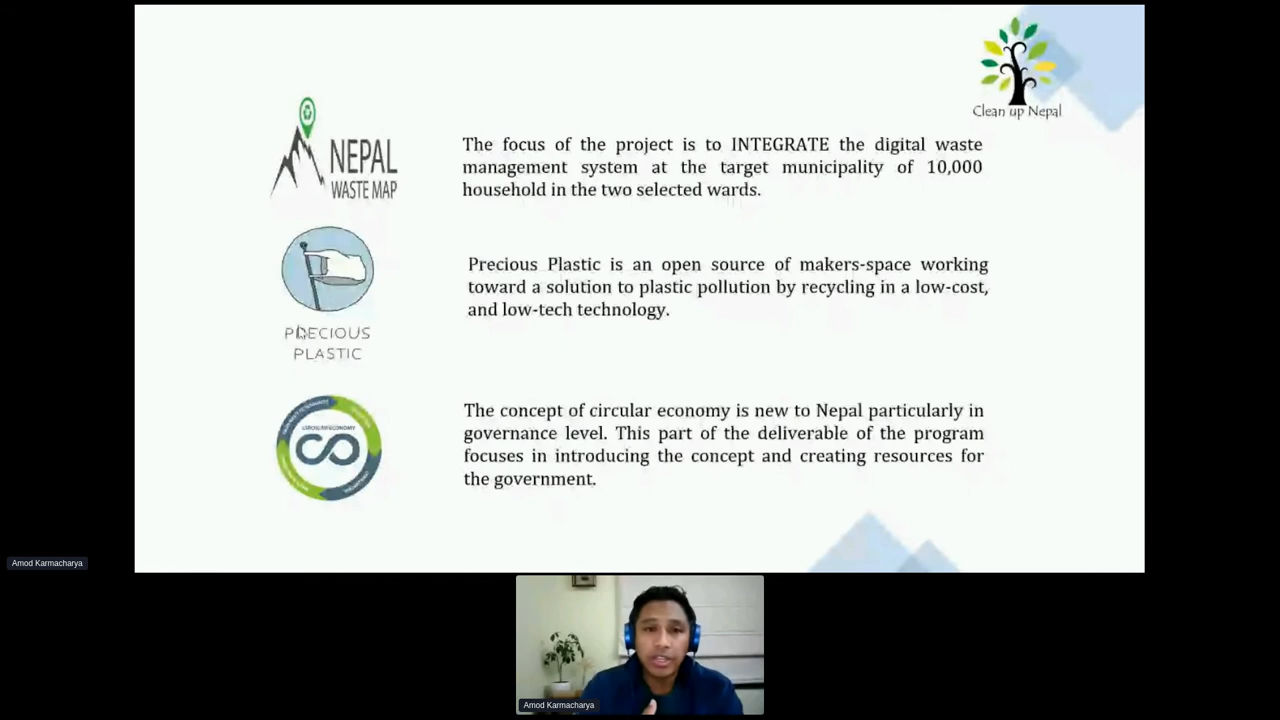 Clean up Nepal
NEPAL
WASTE MAP
The focus of the project is to INTEGRATE the digital waste
management system at the target municipality of 10,000
household in the two selected wards.
PRECIOUS
PLASTIC
Precious Plastic is an open source of makers-space working
toward a solution to plastic pollution by recycling in a low-cost,
and low-tech technology.
CIRCULAR ECONOMY
The concept of circular economy is new to Nepal particularly in
governance level. This part of the deliverable of the program
focuses in introducing the concept and creating resources for
the government.
Amod Karmacharya
Amod Karmacharya